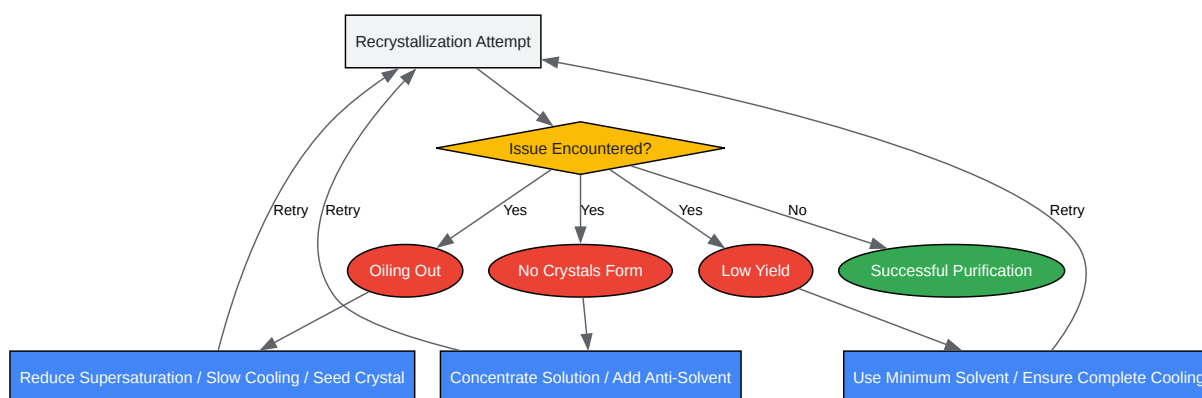 Recrystallization Attempt
Issue Encountered?
Yes
Yes
Yes
No
Retry
Retry
Retry
Oiling Out
No Crystals Form
Low Yield
Successful Purification
Reduce Supersaturation / Slow Cooling / Seed Crystal
Concentrate Solution / Add Anti-Solvent
Use Minimum Solvent / Ensure Complete Cooling